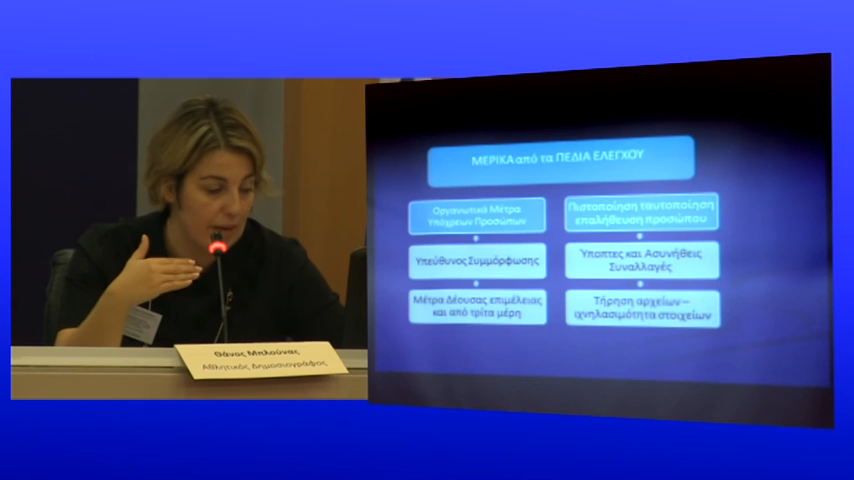 ΜΕΡΙΚΑ από τα ΠΕΔΙΑ ΕΛΕΓΧΟΥ
Οργανωτικά Μέτρα
Υπόχρεων Προσώπων
Υπεύθυνος Συμμόρφωσης
Μέτρα Δέουσας επιμέλειας
και από τρίτα μέρη
Πιστοποίηση ταυτοποίηση
επαλήθευση προσώπου
Ύποπτες και Ασυνήθεις
Συναλλαγές
Τήρηση αρχείων–
ιχνηλασιμότητα στοιχείων
Θάνος Μπλούνας
Αθλητικός Δημοσιογράφος